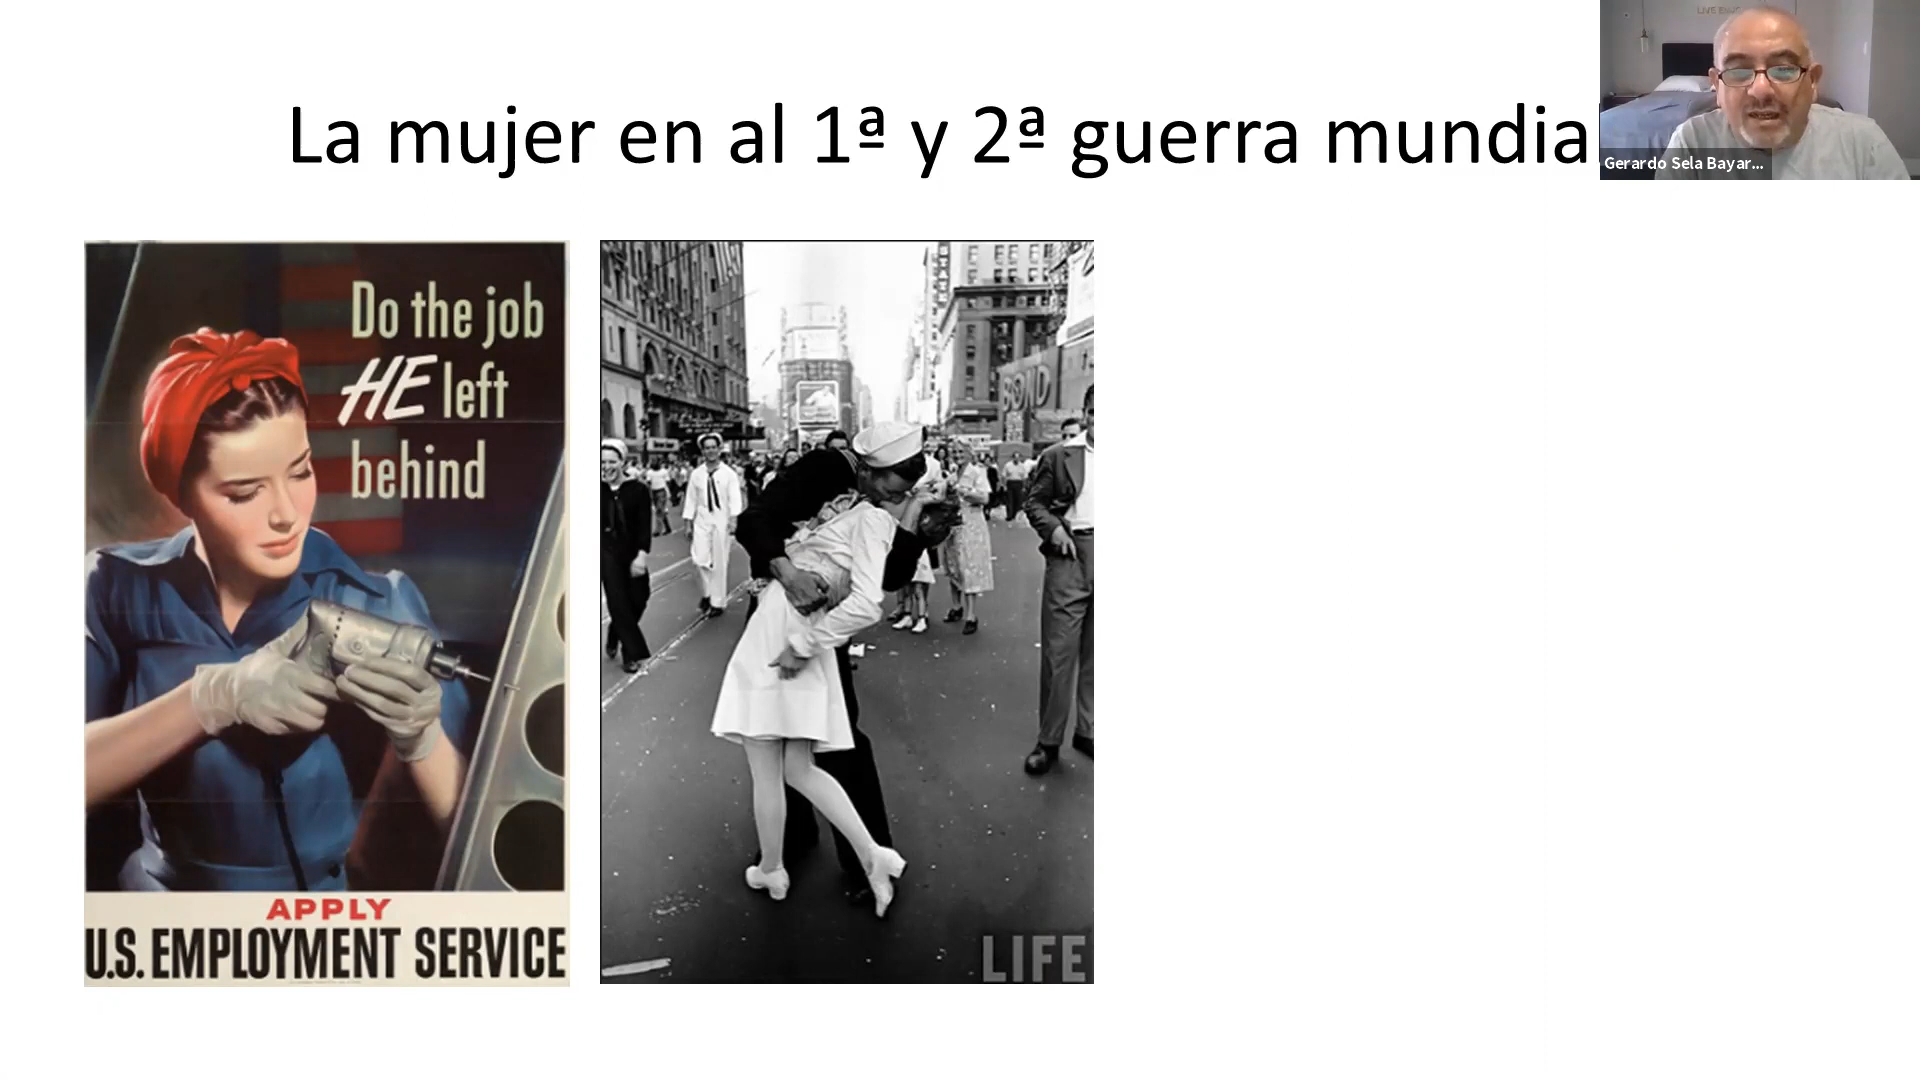 La mujer en al 1ª y 2ª guerra mundia
LIVE
Gerardo Sela Bayar...
Do the job
HE left
behind
APPLY
U.S. EMPLOYMENT SERVICE
BOND
LIFE